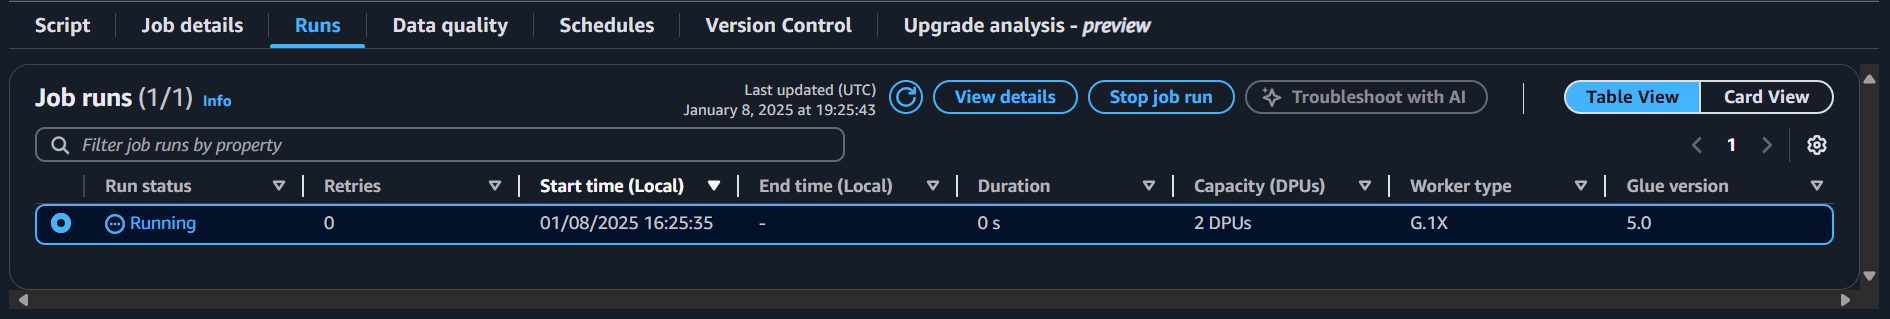 Script Job details Runs Data quality Schedules Version Control Upgrade analysis - preview
Job runs (1/1) Info
Last updated (UTC)
January 8, 2025 at 19:25:43
View details Stop job run Troubleshoot with AI Table View Card View
Filter job runs by property
1
Run status Retries Start time (Local) End time (Local) Duration Capacity (DPUs) Worker type Glue version
Running 0 01/08/2025 16:25:35 - 0 s 2 DPUs G.1X 5.0